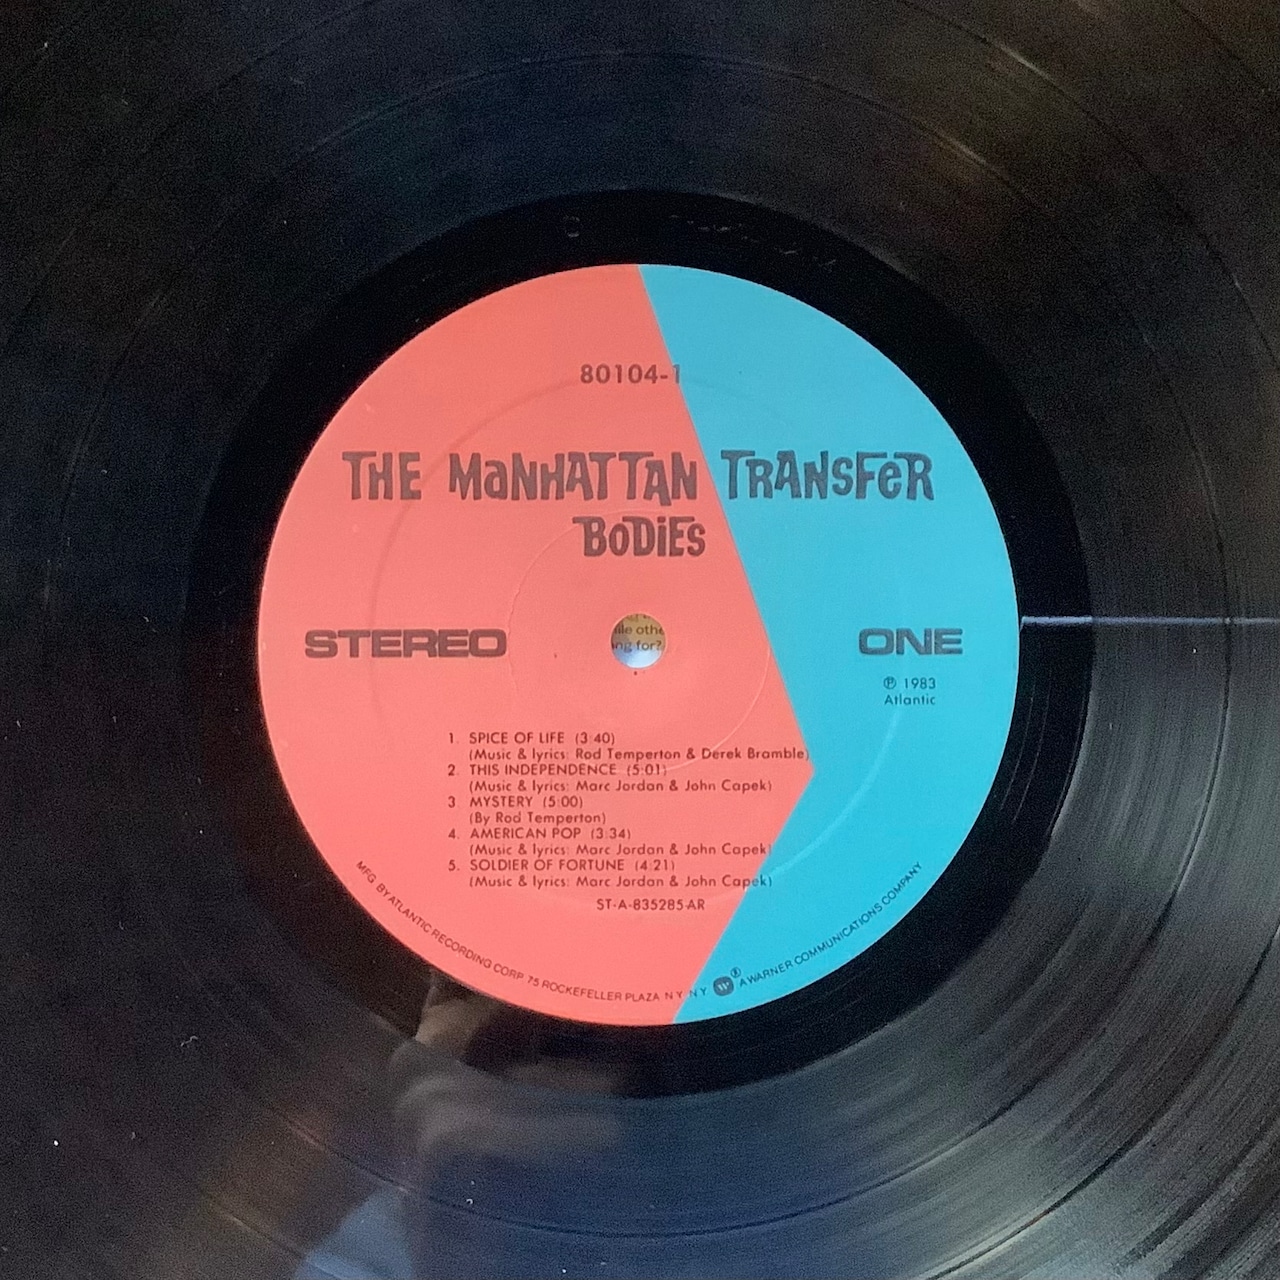 80104-1
THE MANHATTAN TRANSFER
BODIES
STEREO
ONE
℗ 1983
Atlantic
1. SPICE OF LIFE (3:40)
(Music & lyrics: Rod Temperton & Derek Bramble)
2. THIS INDEPENDENCE (5:01)
(Music & lyrics: Marc Jordan & John Capek)
3. MYSTERY (5:00)
(By Rod Temperton)
4. AMERICAN POP (3:34)
(Music & lyrics: Marc Jordan & John Capek)
5. SOLDIER OF FORTUNE (4:21)
(Music & lyrics: Marc Jordan & John Capek)
ST-A-835285-AR
MFG. BY ATLANTIC RECORDING CORP. 75 ROCKEFELLER PLAZA N.Y. N.Y. ® A WARNER COMMUNICATIONS COMPANY
ng for?